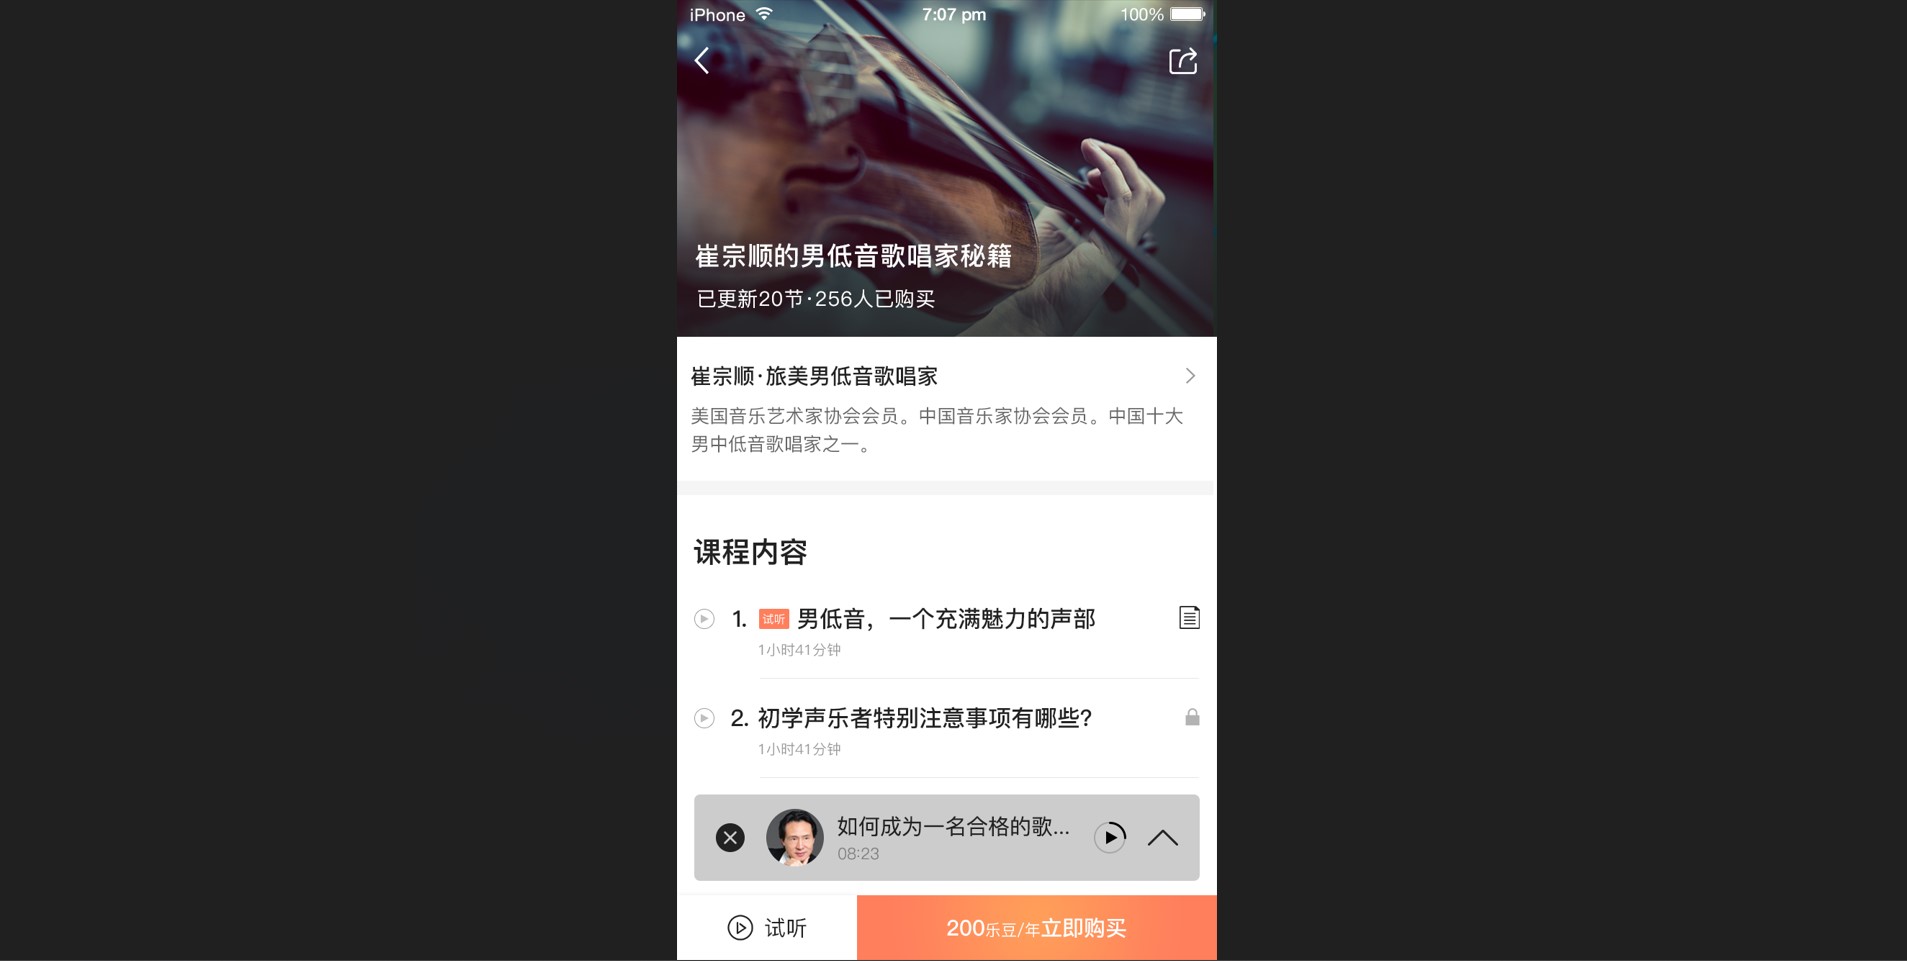 iPhone 7:07 pm 100%
崔宗顺的男低音歌唱家秘籍
已更新20节·256人已购买
崔宗顺·旅美男低音歌唱家
美国音乐艺术家协会会员。中国音乐家协会会员。中国十大
男中低音歌唱家之一。
课程内容
1. 试听 男低音，一个充满魅力的声部
1小时41分钟
2. 初学声乐者特别注意事项有哪些?
1小时41分钟
如何成为一名合格的歌...
08:23
试听 200乐豆/年立即购买